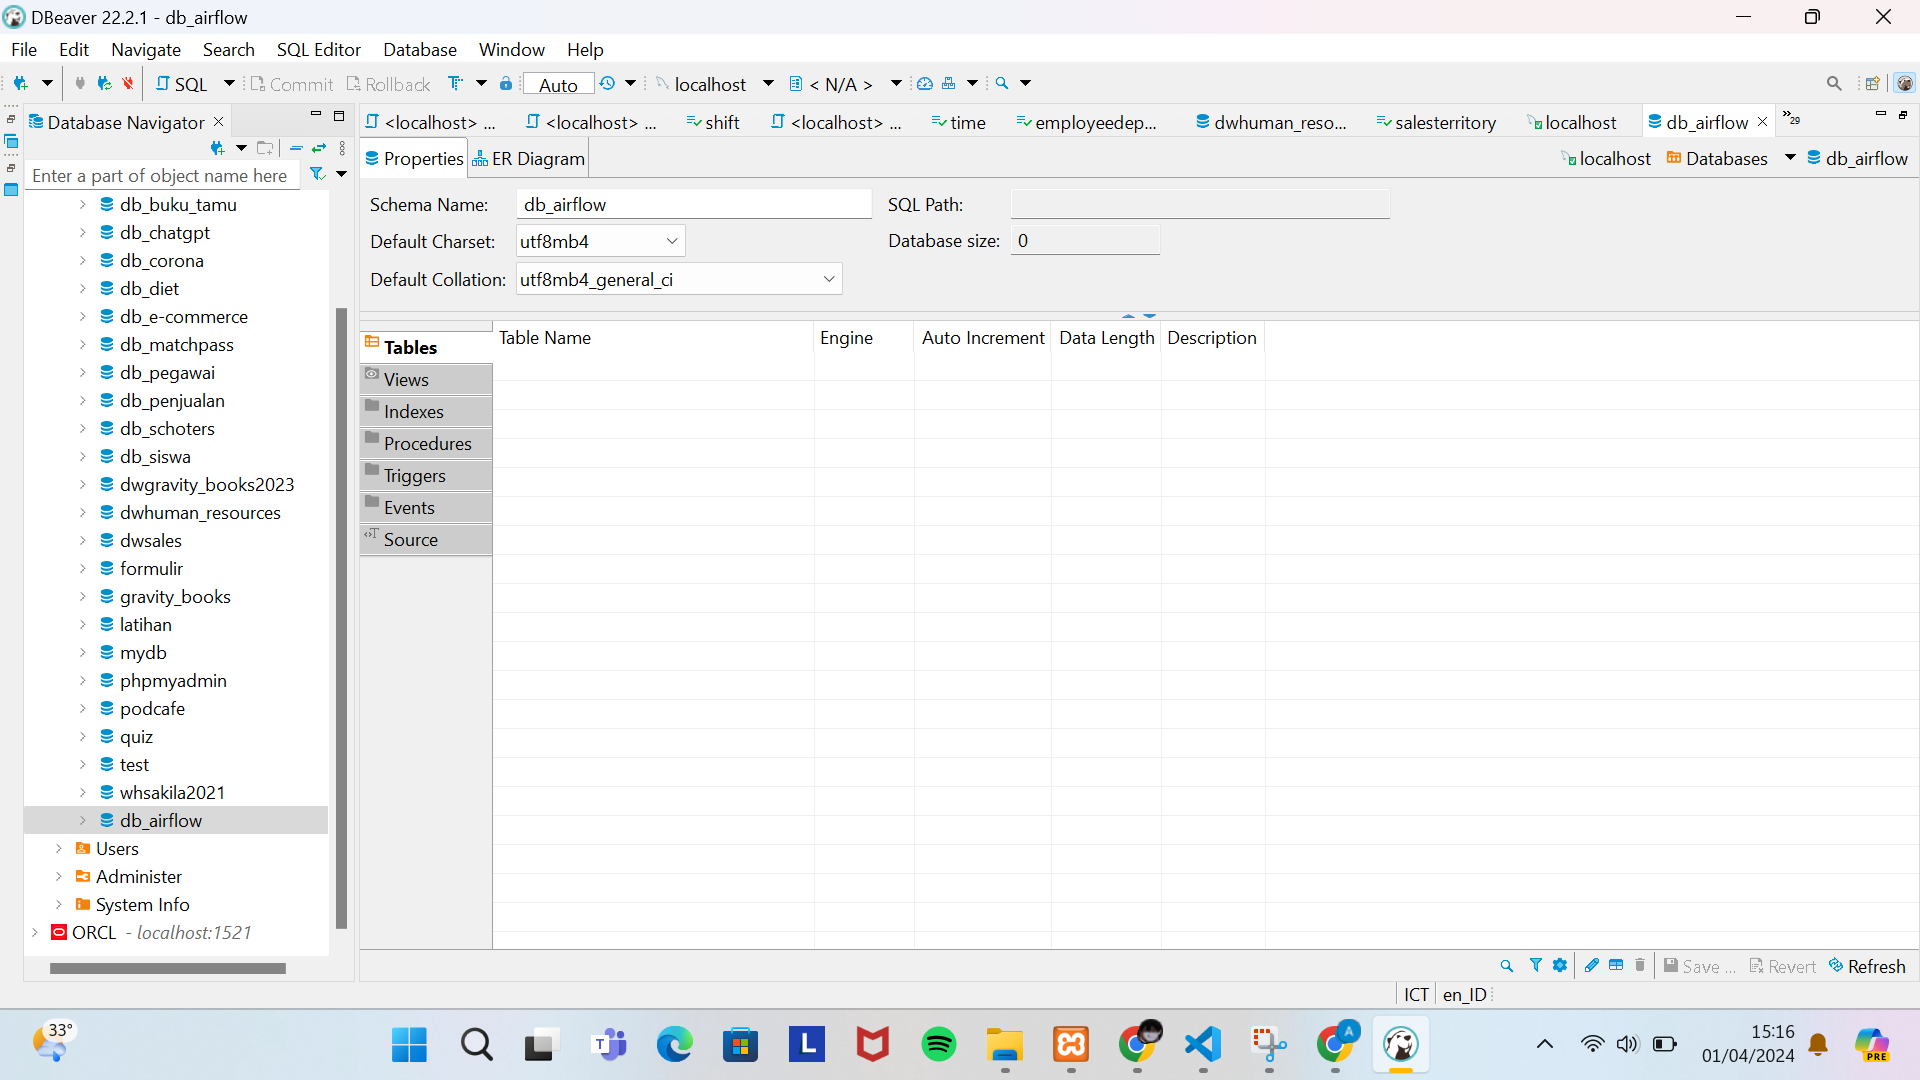 DBeaver 22.2.1 - db_airflow
File Edit Navigate Search SQL Editor Database Window Help
SQL Commit Rollback Auto localhost < N/A >
Database Navigator
<localhost> ... <localhost> ... shift <localhost> ... time employeedep... dwhuman_reso... salesterritory localhost db_airflow 29
Properties ER Diagram localhost Databases db_airflow
Enter a part of object name here
db_buku_tamu
db_chatgpt
db_corona
db_diet
db_e-commerce
db_matchpass
db_pegawai
db_penjualan
db_schoters
db_siswa
dwgravity_books2023
dwhuman_resources
dwsales
formulir
gravity_books
latihan
mydb
phpmyadmin
podcafe
quiz
test
whsakila2021
db_airflow
Users
Administer
System Info
ORCL - localhost:1521
Schema Name: db_airflow SQL Path:
Default Charset: utf8mb4 Database size: 0
Default Collation: utf8mb4_general_ci
Tables
Views
Indexes
Procedures
Triggers
Events
Source
Table Name Engine Auto Increment Data Length Description
Save ... Revert Refresh
ICT en_ID
33°
T
L
A
15:16
01/04/2024
PRE